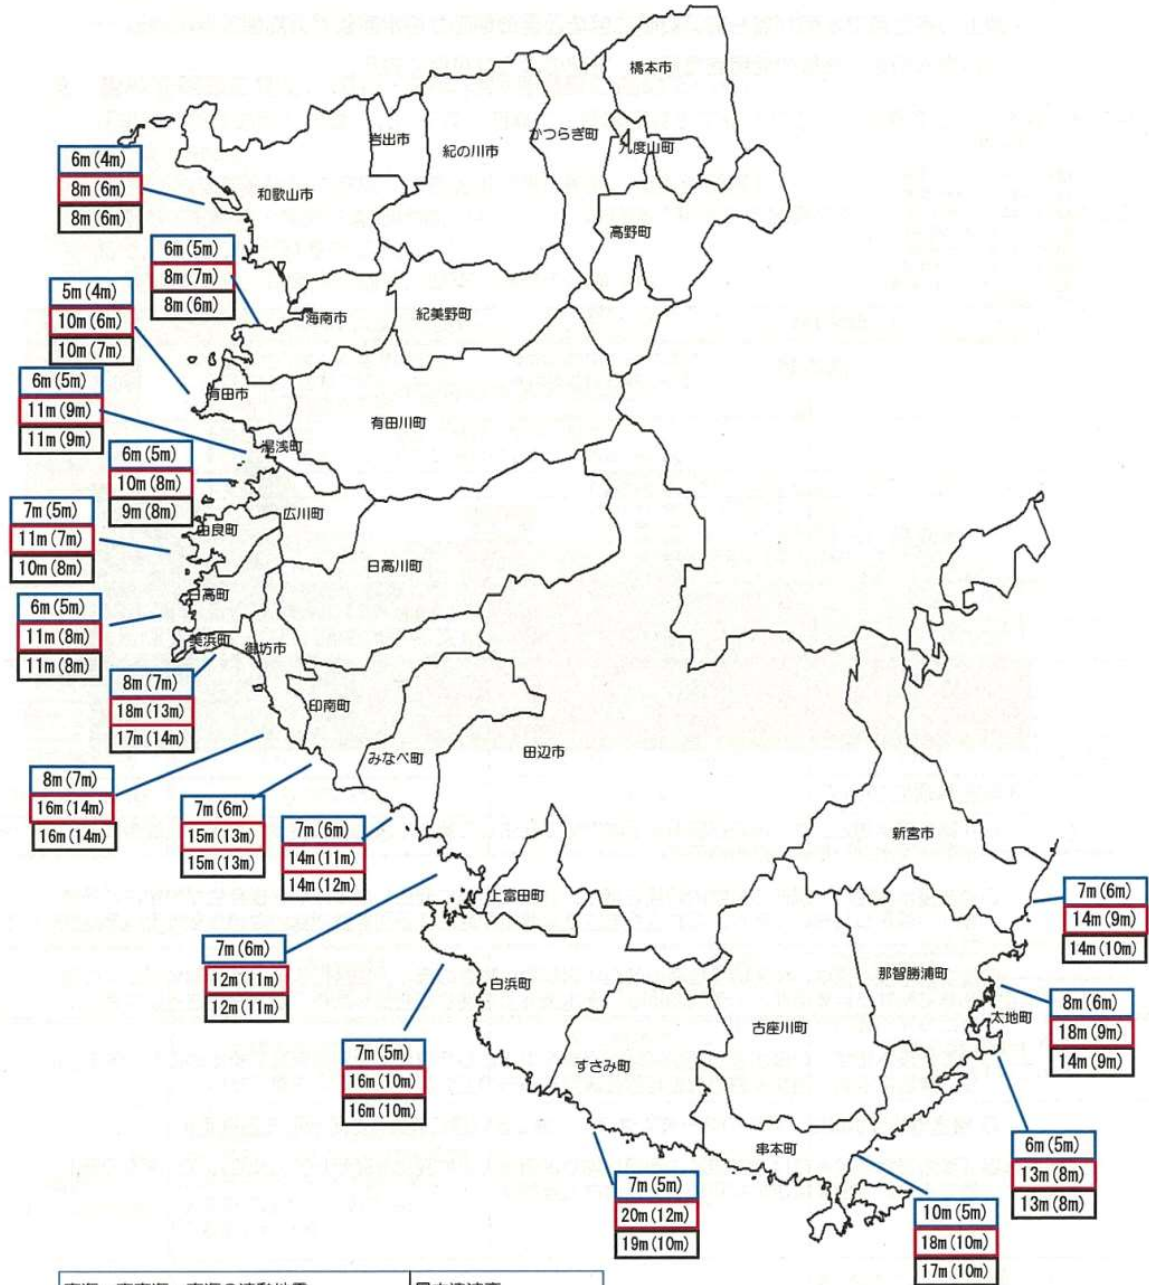 橋本市
かつらぎ町
九度山町
岩出市
紀の川市
和歌山市
高野町
6m(4m)
8m(6m)
8m(6m)
6m(5m)
8m(7m)
8m(6m)
海南市
紀美野町
5m(4m)
10m(6m)
10m(7m)
有田市
有田川町
6m(5m)
11m(9m)
11m(9m)
湯浅町
6m(5m)
10m(8m)
9m(8m)
広川町
7m(5m)
11m(7m)
10m(8m)
由良町
日高川町
日高町
6m(5m)
11m(8m)
11m(8m)
美浜町
御坊市
8m(7m)
18m(13m)
17m(14m)
印南町
みなべ町
田辺市
8m(7m)
16m(14m)
16m(14m)
7m(6m)
15m(13m)
15m(13m)
7m(6m)
14m(11m)
14m(12m)
新宮市
上富田町
7m(6m)
14m(9m)
14m(10m)
7m(6m)
12m(11m)
12m(11m)
白浜町
那智勝浦町
太地町
8m(6m)
18m(9m)
14m(9m)
古座川町
すさみ町
7m(5m)
16m(10m)
16m(10m)
串本町
6m(5m)
13m(8m)
13m(8m)
7m(5m)
20m(12m)
19m(10m)
10m(5m)
18m(10m)
17m(10m)